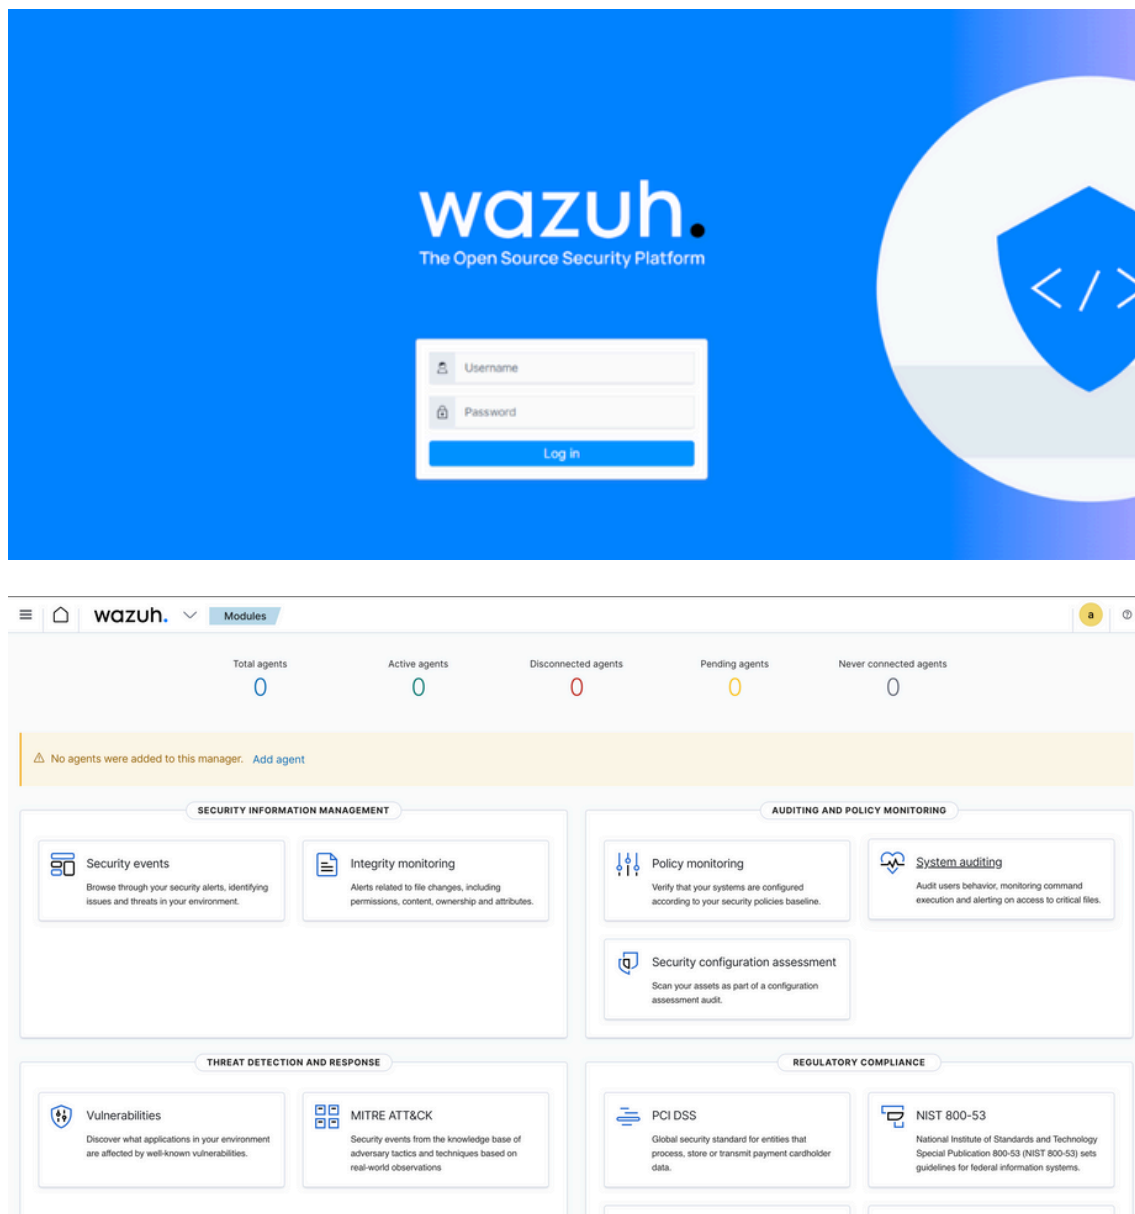 wazuh.
The Open Source Security Platform
</>
Username
Password
Log in
wazuh. Modules a
Total agents Active agents Disconnected agents Pending agents Never connected agents
0 0 0 0 0
No agents were added to this manager. Add agent
SECURITY INFORMATION MANAGEMENT
Security events
Browse through your security alerts, identifying
issues and threats in your environment.
Integrity monitoring
Alerts related to file changes, including
permissions, content, ownership and attributes.
AUDITING AND POLICY MONITORING
Policy monitoring
Verify that your systems are configured
according to your security policies baseline.
System auditing
Audit users behavior, monitoring command
execution and alerting on access to critical files.
Security configuration assessment
Scan your assets as part of a configuration
assessment audit.
THREAT DETECTION AND RESPONSE
Vulnerabilities
Discover what applications in your environment
are affected by well-known vulnerabilities.
MITRE ATT&CK
Security events from the knowledge base of
adversary tactics and techniques based on
real-world observations
REGULATORY COMPLIANCE
PCI DSS
Global security standard for entities that
process, store or transmit payment cardholder
data.
NIST 800-53
National Institute of Standards and Technology
Special Publication 800-53 (NIST 800-53) sets
guidelines for federal information systems.